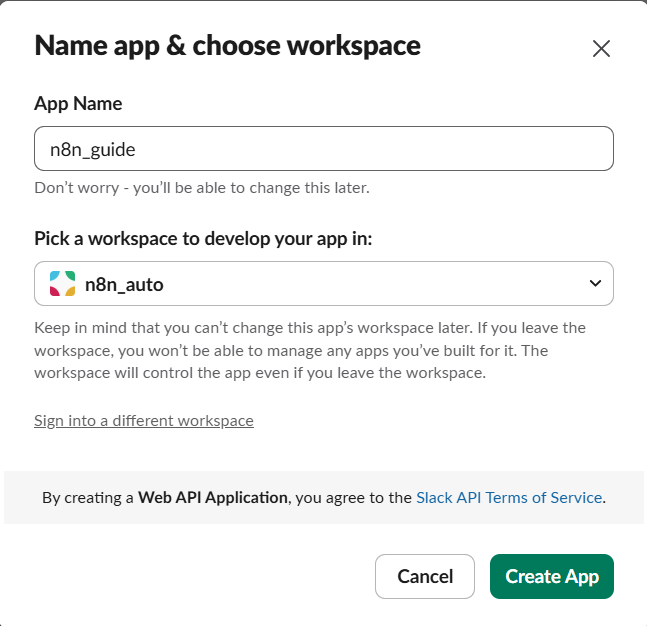 Name app & choose workspace
App Name
n8n_guide
Don’t worry - you’ll be able to change this later.
Pick a workspace to develop your app in:
n8n_auto
Keep in mind that you can’t change this app’s workspace later. If you leave the
workspace, you won’t be able to manage any apps you’ve built for it. The
workspace will control the app even if you leave the workspace.
Sign into a different workspace
By creating a Web API Application, you agree to the Slack API Terms of Service.
Cancel
Create App